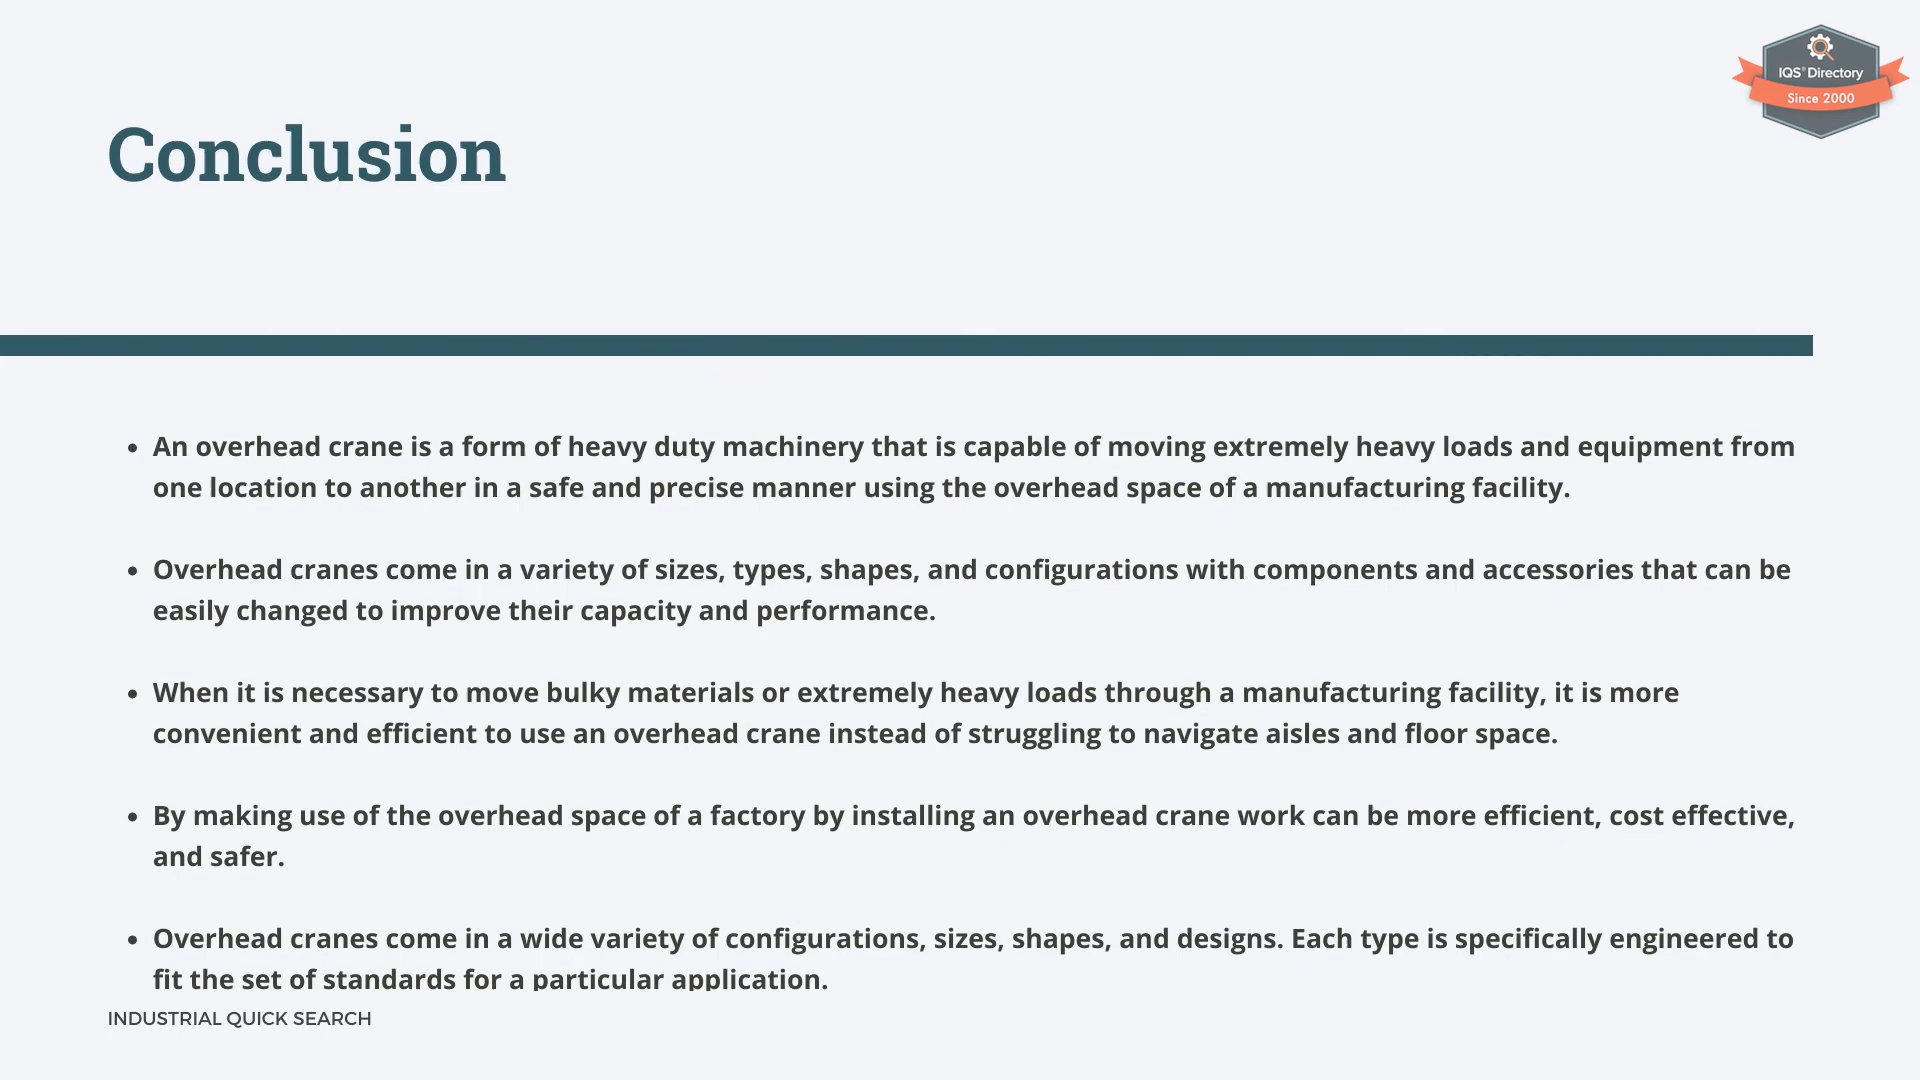 IQS® Directory
Since 2000
Conclusion
• An overhead crane is a form of heavy duty machinery that is capable of moving extremely heavy loads and equipment from
one location to another in a safe and precise manner using the overhead space of a manufacturing facility.
• Overhead cranes come in a variety of sizes, types, shapes, and configurations with components and accessories that can be
easily changed to improve their capacity and performance.
• When it is necessary to move bulky materials or extremely heavy loads through a manufacturing facility, it is more
convenient and efficient to use an overhead crane instead of struggling to navigate aisles and floor space.
• By making use of the overhead space of a factory by installing an overhead crane work can be more efficient, cost effective,
and safer.
• Overhead cranes come in a wide variety of configurations, sizes, shapes, and designs. Each type is specifically engineered to
fit the set of standards for a particular application.
INDUSTRIAL QUICK SEARCH